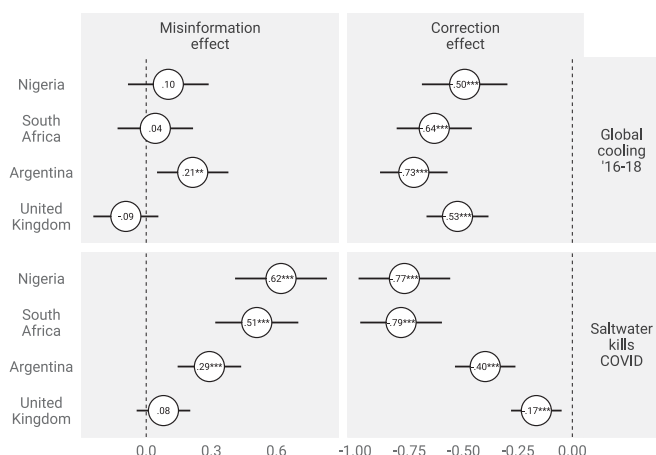 Misinformation
effect
Correction
effect
Nigeria
.10
-.50***
South
Africa
.04
-.64***
Global
cooling
'16-18
Argentina
.21**
-.73***
United
Kingdom
-.09
-.53***
Nigeria
.62***
-.77***
South
Africa
.51***
-.79***
Saltwater
kills
COVID
Argentina
.29***
-.40***
United
Kingdom
.08
-.17***
0.0
0.3
0.6
-1.00
-0.75
-0.50
-0.25
0.00